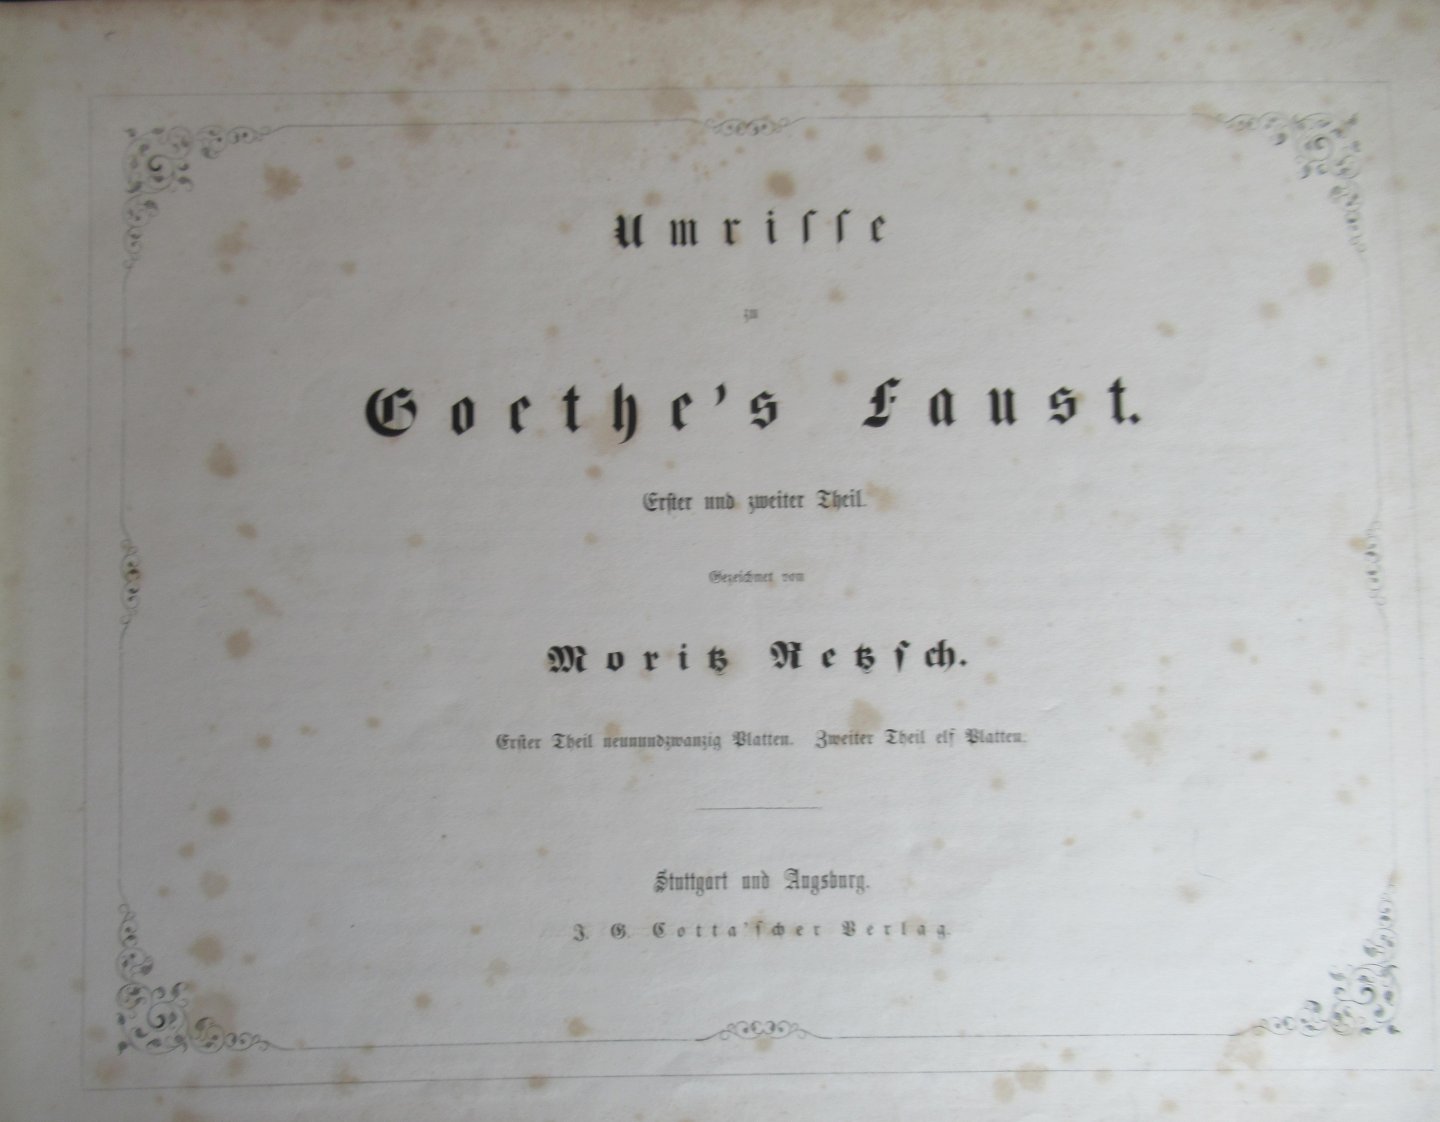 Umriſſe
zu
Goethe's Fauſt.
Erſter und zweiter Theil.
Gezeichnet von
Moritz Retzſch.
Erſter Theil neunundzwanzig Platten. Zweiter Theil elf Platten.
Stuttgart und Augsburg.
J. G. Cotta'ſcher Verlag.